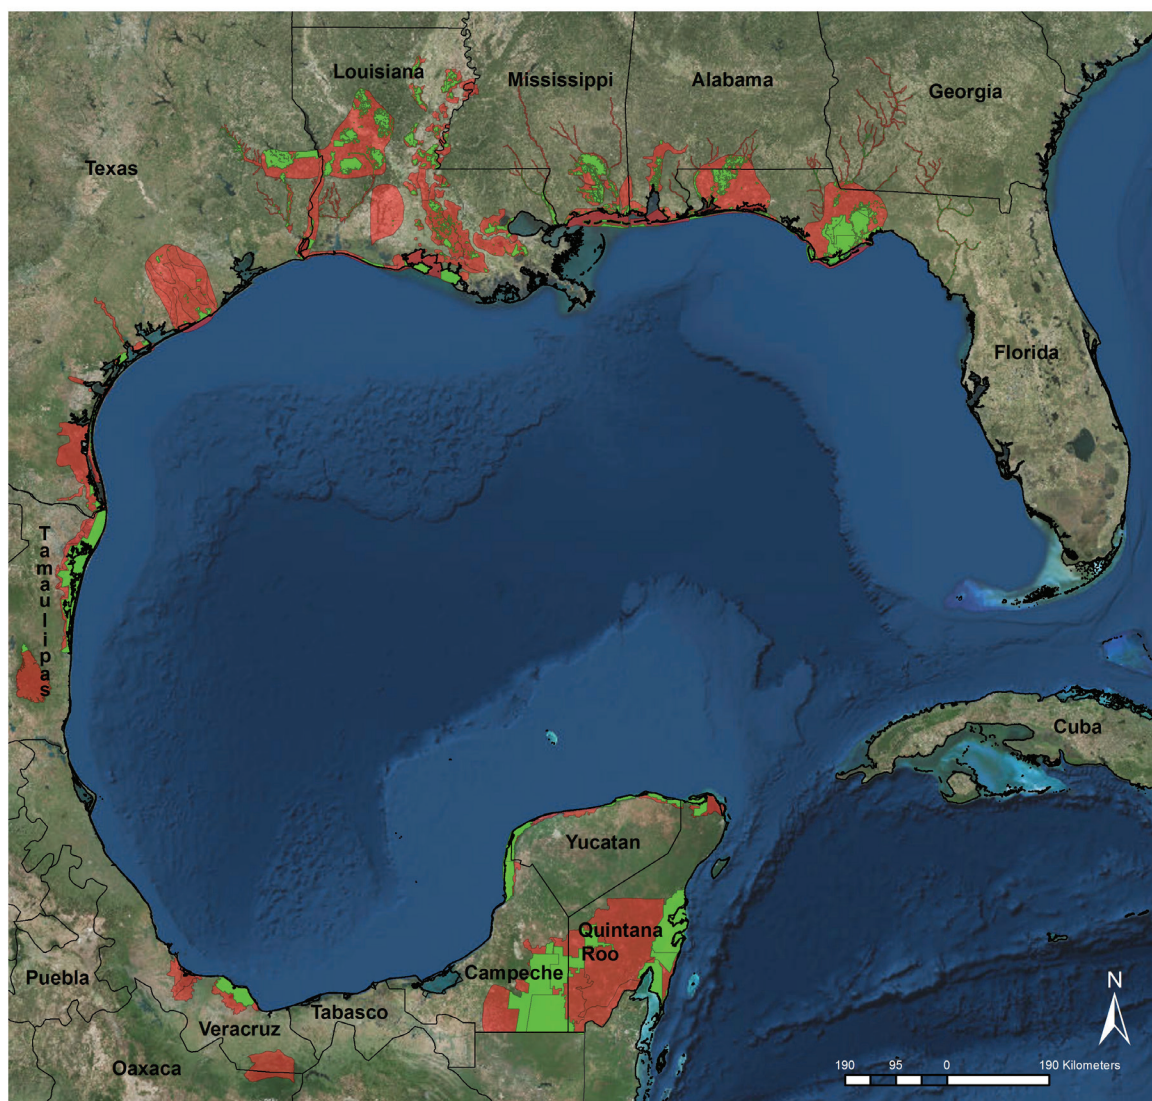 Louisiana
Mississippi
Alabama
Georgia
Texas
Florida
Tamaulipas
Cuba
Yucatan
Quintana
Roo
Campeche
Puebla
Tabasco
Veracruz
Oaxaca
N
190 95 0 190 Kilometers